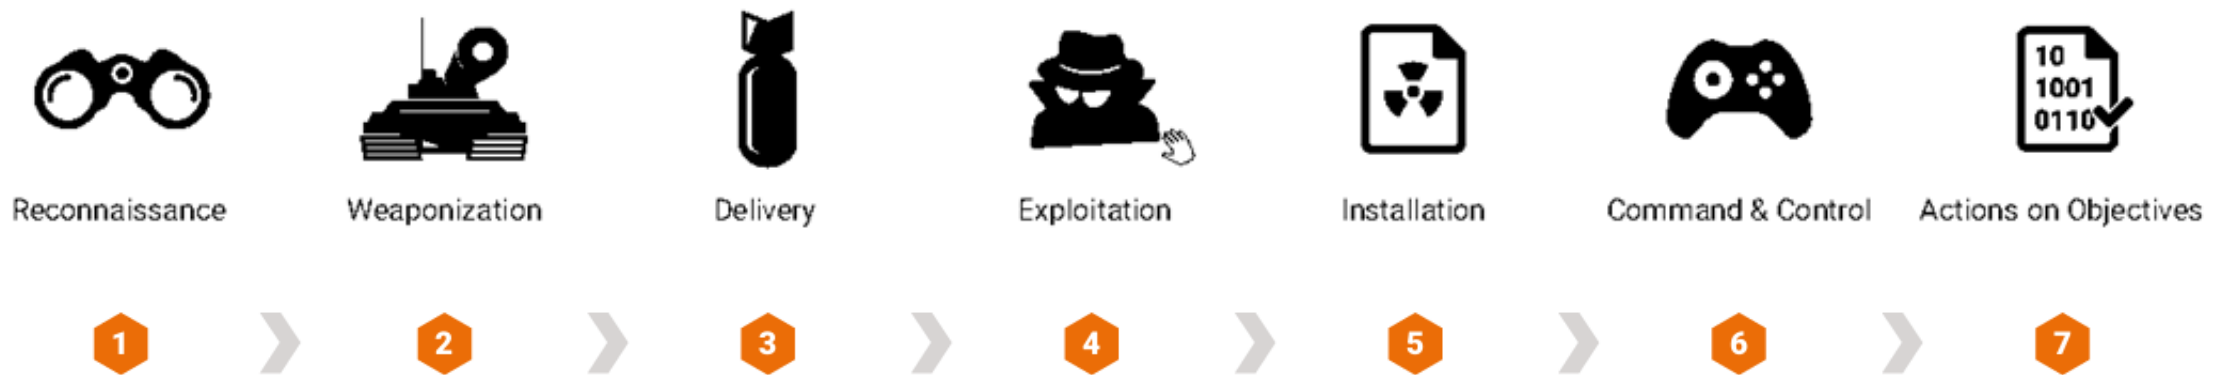 10
1001
0110
Reconnaissance
Weaponization
Delivery
Exploitation
Installation
Command & Control
Actions on Objectives
1
2
3
4
5
6
7